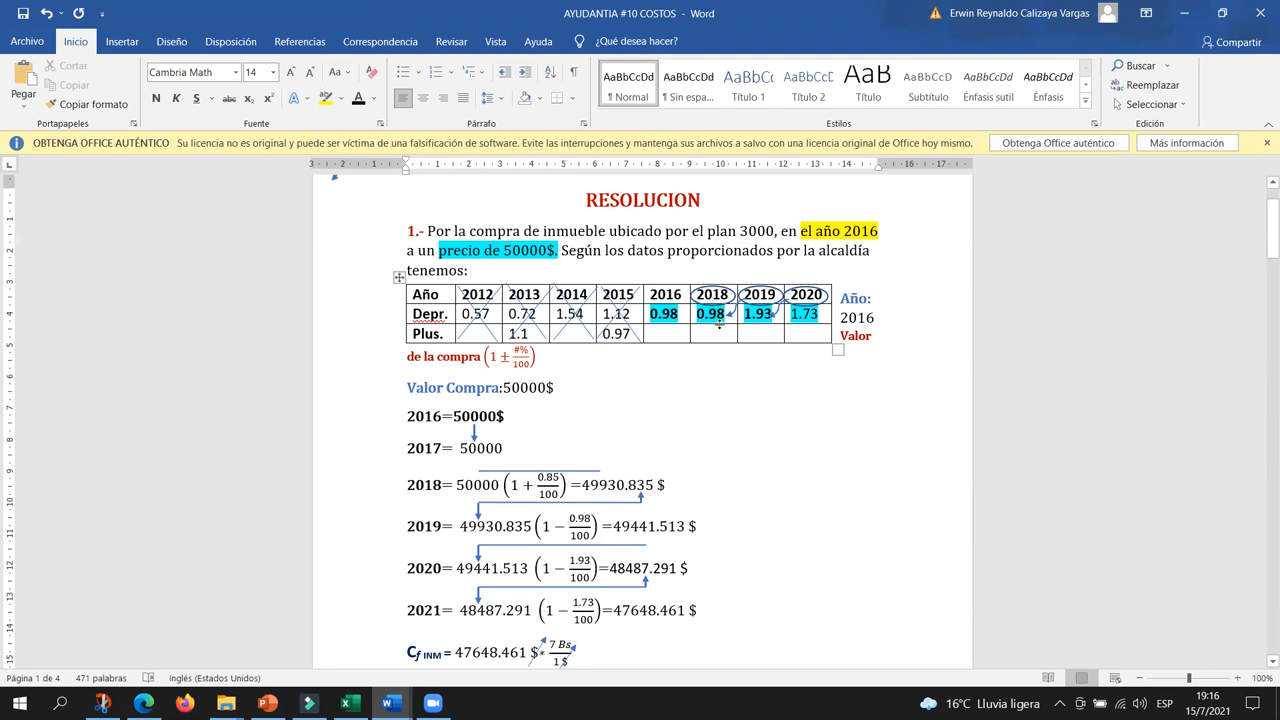 AYUDANTIA #10 COSTOS - Word
Erwin Reynaldo Calizaya Vargas
Archivo Inicio Insertar Diseño Disposición Referencias Correspondencia Revisar Vista Ayuda ¿Qué desea hacer? Compartir
Pegar
Cortar
Copiar
Copiar formato
Portapapeles
Cambria Math 14
N K S abc x₂ x²
Fuente
Párrafo
AaBbCcDd AaBbCcDd AaBbCc AaBbCcD AaB AaBbCcD AaBbCcDd AaBbCcDd
¶ Normal ¶ Sin espa... Título 1 Título 2 Título Subtítulo Énfasis sutil Énfasis
Estilos
Buscar
Reemplazar
Seleccionar
Edición
OBTENGA OFFICE AUTÉNTICO Su licencia no es original y puede ser víctima de una falsificación de software. Evite las interrupciones y mantenga sus archivos a salvo con una licencia original de Office hoy mismo. Obtenga Office auténtico Más información
RESOLUCION
1.- Por la compra de inmueble ubicado por el plan 3000, en el año 2016
a un precio de 50000$. Según los datos proporcionados por la alcaldía
tenemos:
Año 2012 2013 2014 2015 2016 2018 2019 2020
Depr. 0.57 0.72 1.54 1.12 0.98 0.98 1.93 1.73
Plus. 1.1 0.97
Año:
2016
Valor
de la compra (1 ± #%/100)
Valor Compra:50000$
2016=50000$
2017= 50000
2018= 50000 (1 + 0.85/100) =49930.835 $
2019= 49930.835 (1 − 0.98/100) =49441.513 $
2020= 49441.513 (1 − 1.93/100)=48487.291 $
2021= 48487.291 (1 − 1.73/100)=47648.461 $
Cf INM = 47648.461 $ * 7 Bs/1 $
Página 1 de 4 471 palabras Inglés (Estados Unidos) 100%
16°C Lluvia ligera
19:16
15/7/2021